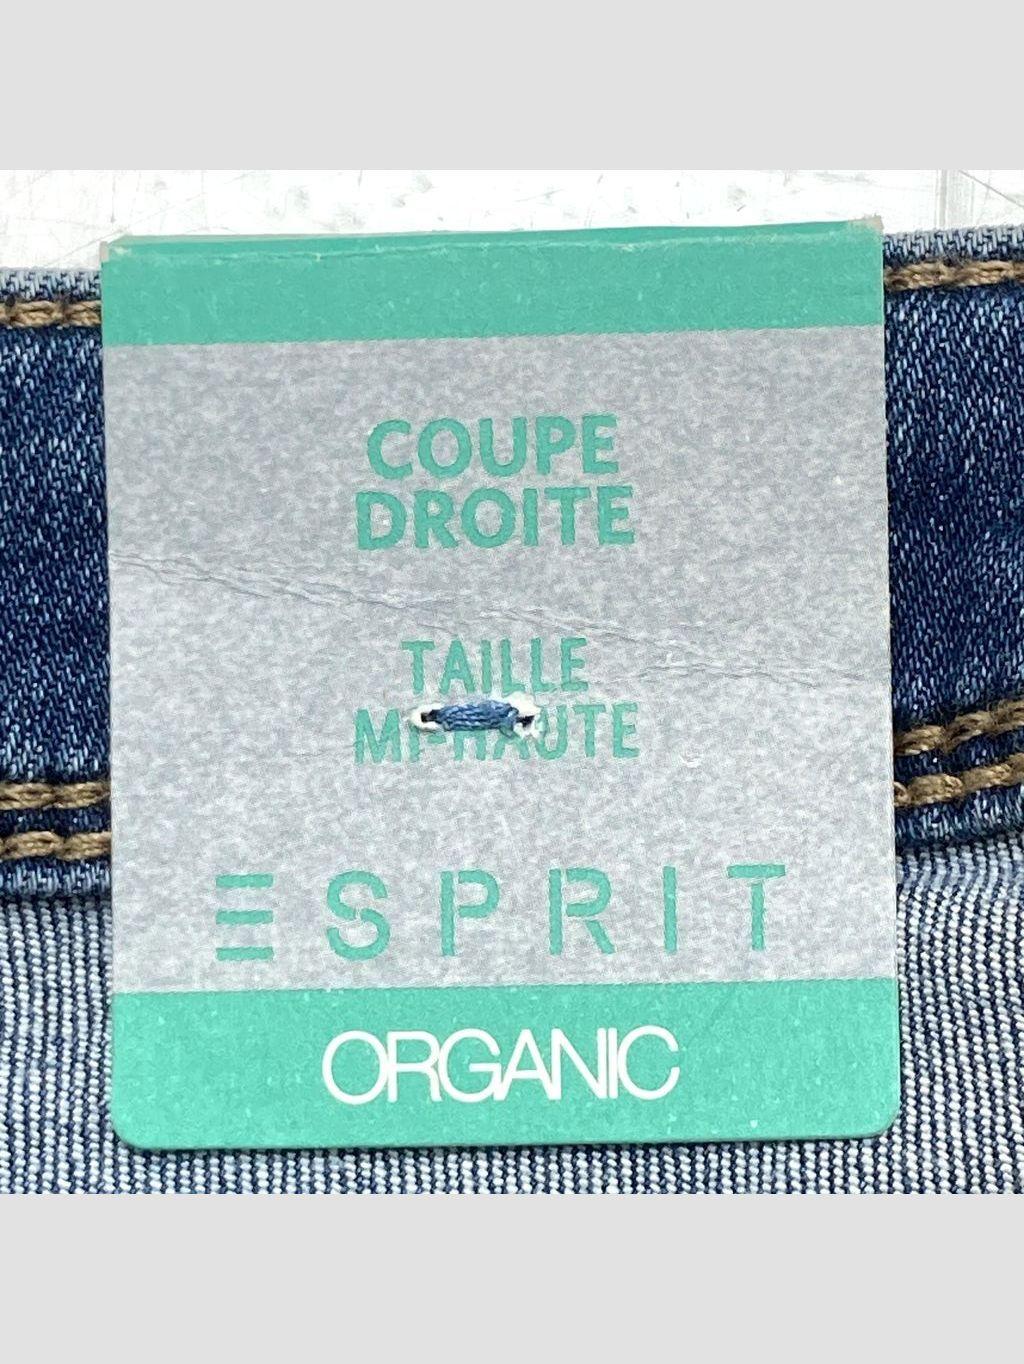 COUPE
DROITE
TAILLE
MI-HAUTE
ESPRIT
ORGANIC